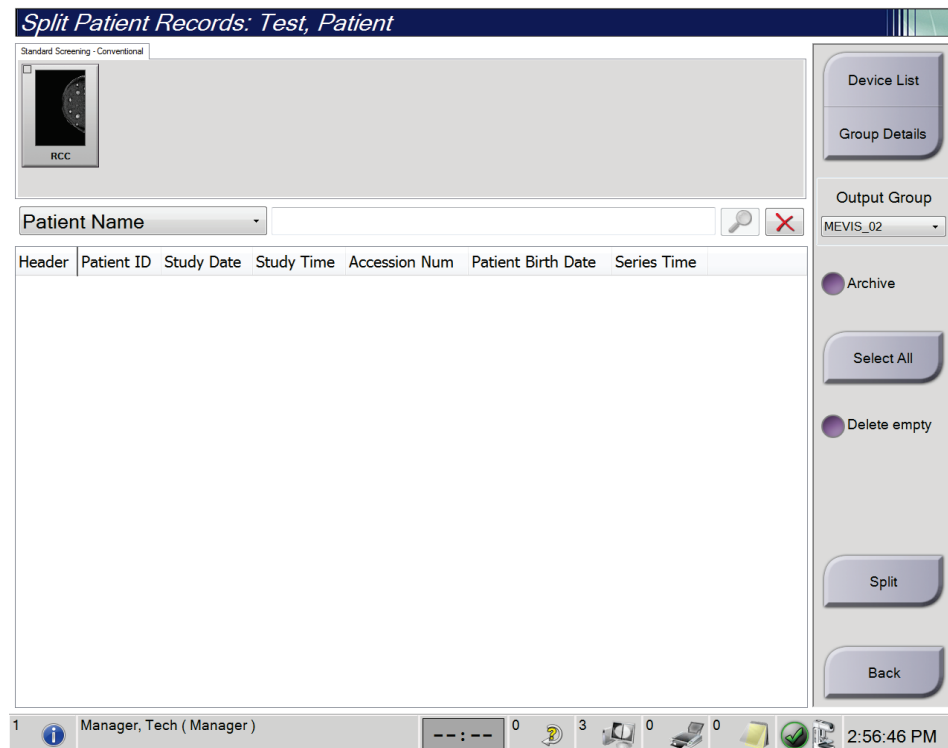 Split Patient Records: Test, Patient
Standard Screening - Conventional
RCC
Device List
Group Details
Output Group
MEVIS_02
Patient Name
Header Patient ID Study Date Study Time Accession Num Patient Birth Date Series Time
Archive
Select All
Delete empty
Split
Back
1 Manager, Tech ( Manager ) --:-- 0 3 0 0 2:56:46 PM